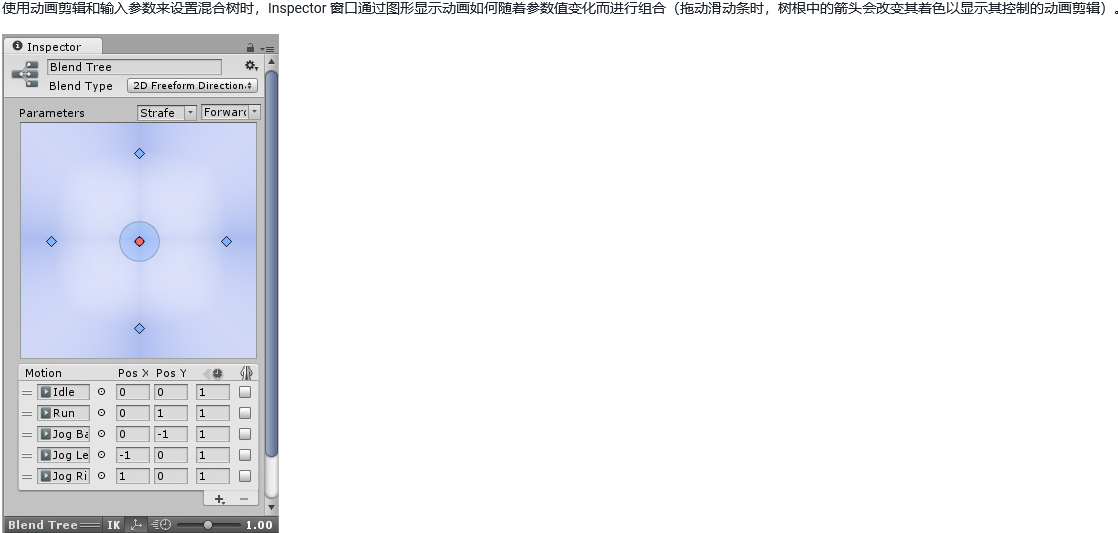 使用动画剪辑和输入参数来设置混合树时，Inspector 窗口通过图形显示动画如何随着参数值变化而进行组合（拖动滑动条时，树根中的箭头会改变其着色以显示其控制的动画剪辑）。
Inspector
Blend Tree
Blend Type 2D Freeform Direction
Parameters Strafe Forwar
Motion Pos X Pos Y
Idle 0 0 1
Run 0 1 1
Jog Ba 0 -1 1
Jog Le -1 0 1
Jog Ri 1 0 1
Blend Tree IK 1.00